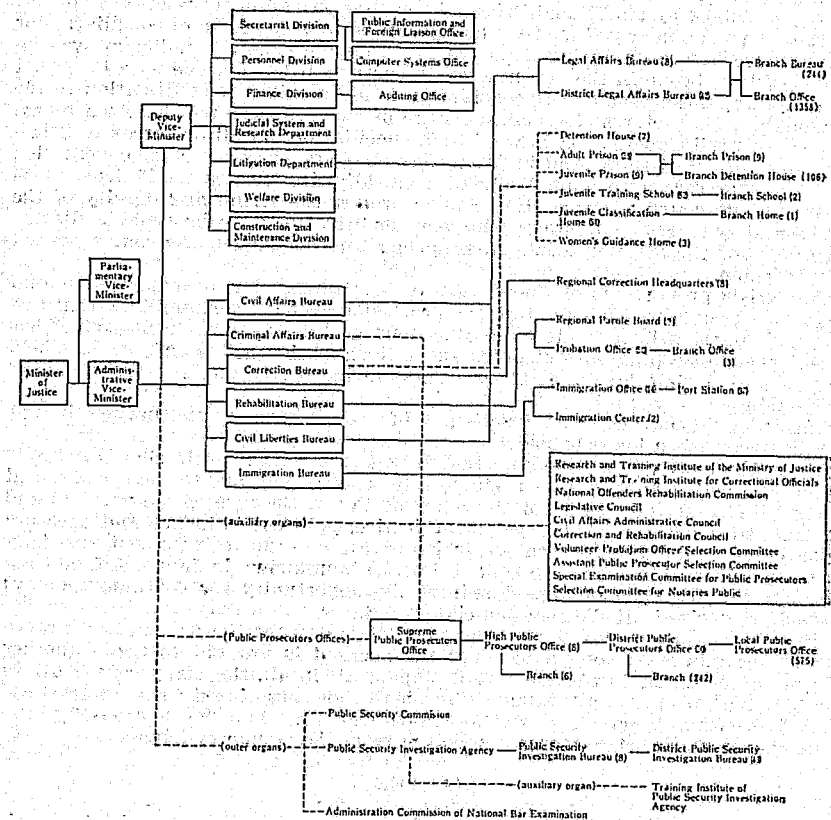 Secretarial Division
Public Information and
Foreign Liaison Office
Personnel Division
Computer Systems Office
Finance Division
Auditing Office
Deputy
Vice-
Minister
Judicial System and
Research Department
Litigation Department
Welfare Division
Construction and
Maintenance Division
Legal Affairs Bureau (8)
Branch Bureau
District Legal Affairs Bureau
Branch Office
Detention House (7)
Adult Prison
Branch Prison (9)
Juvenile Prison (9)
Branch Detention House (106)
Juvenile Training School
Branch School (2)
Juvenile Classification
Home
Branch Home (1)
Women's Guidance Home (3)
Parlia-
mentary
Vice-
Minister
Minister
of
Justice
Administrative
Vice-
Minister
Civil Affairs Bureau
Criminal Affairs Bureau
Correction Bureau
Rehabilitation Bureau
Civil Liberties Bureau
Immigration Bureau
Regional Correction Headquarters (8)
Regional Parole Board
Probation Office
Branch Office
(3)
Immigration Office
Port Station
Immigration Center (2)
(auxiliary organs)
Research and Training Institute of the Ministry of Justice
Research and Training Institute for Correctional Officials
National Offenders Rehabilitation Commission
Legislative Council
Civil Affairs Administrative Council
Correction and Rehabilitation Council
Volunteer Probation Officer Selection Committee
Assistant Public Prosecutor Selection Committee
Special Examination Committee for Public Prosecutors
Selection Committee for Notaries Public
(Public Prosecutors Offices)
Supreme
Public Prosecutors
Office
High Public
Prosecutors Office (8)
Branch (6)
District Public
Prosecutors Office
Branch (242)
Local Public
Prosecutors Office
(575)
(outer organs)
Public Security Commission
Public Security Investigation Agency
Public Security
Investigation Bureau (8)
District Public Security
Investigation Bureau
(auxiliary organ)
Training Institute of
Public Security Investigation
Agency
Administration Commission of National Bar Examination